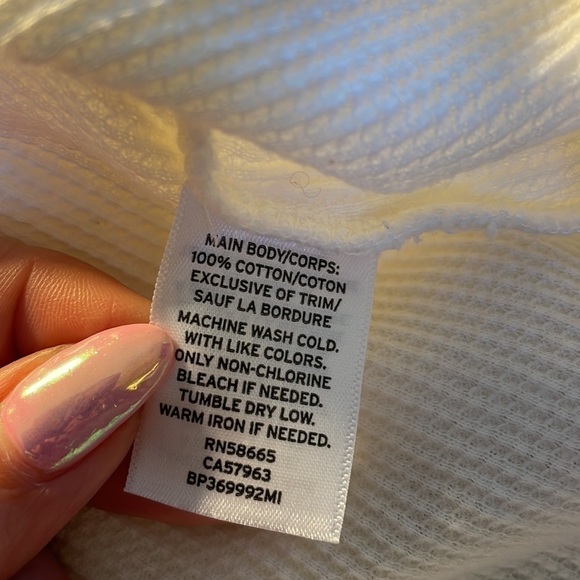 MAIN BODY/CORPS:
100% COTTON/COTON
EXCLUSIVE OF TRIM/
SAUF LA BORDURE
MACHINE WASH COLD.
WITH LIKE COLORS.
ONLY NON-CHLORINE
BLEACH IF NEEDED.
TUMBLE DRY LOW.
WARM IRON IF NEEDED.
RN58665
CA57963
BP369992MI